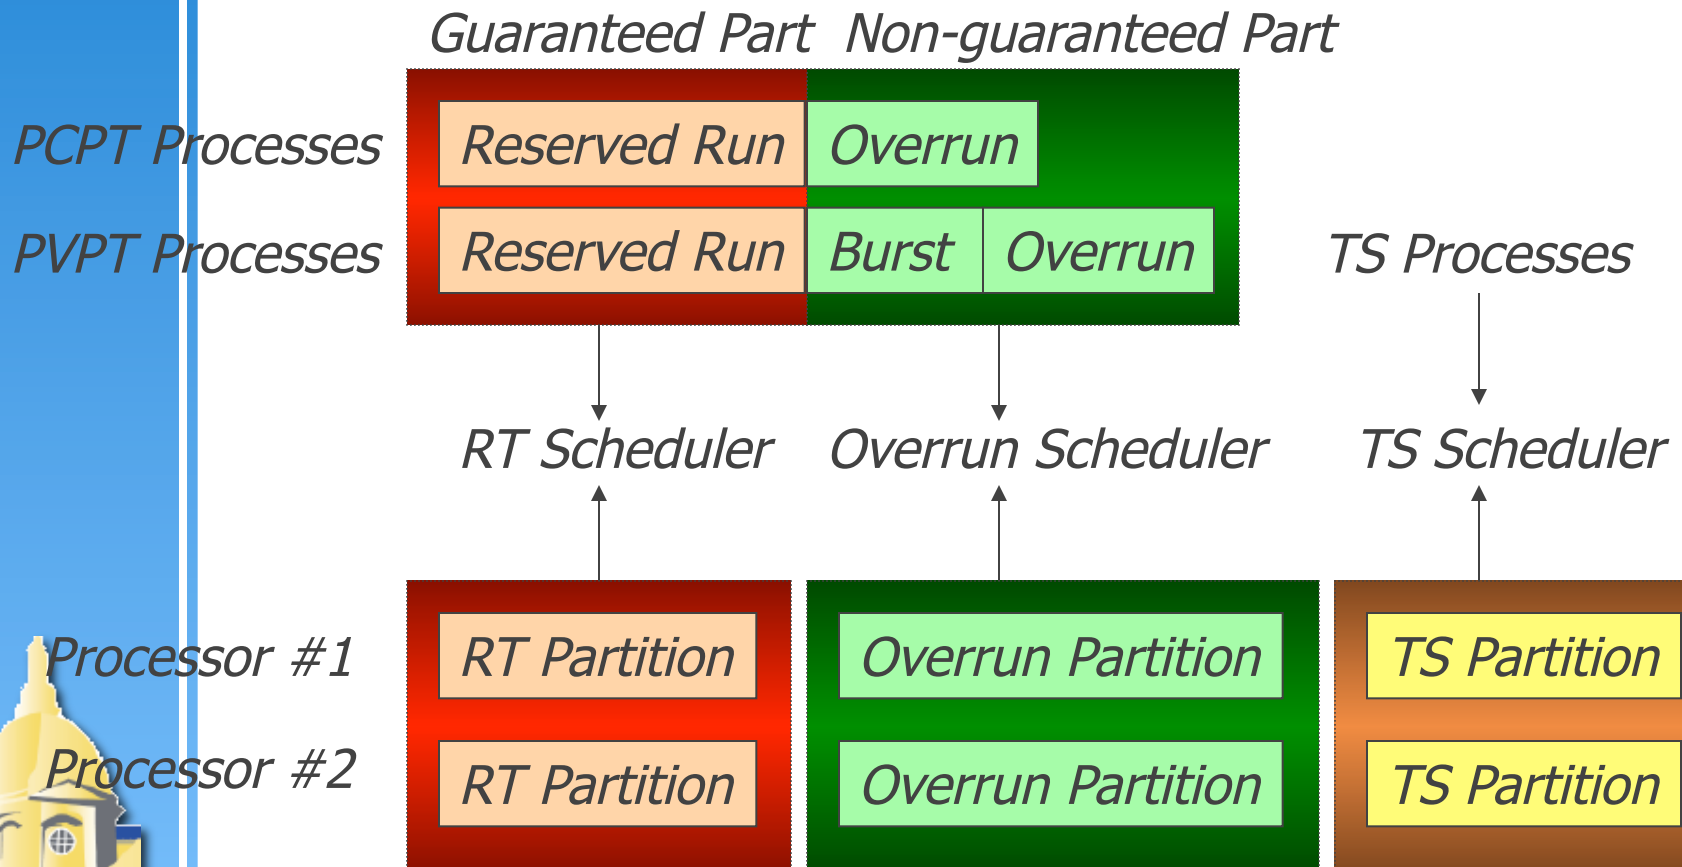 Guaranteed Part Non-guaranteed Part
PCPT Processes Reserved Run Overrun
PVPT Processes Reserved Run Burst Overrun TS Processes
RT Scheduler Overrun Scheduler TS Scheduler
Processor #1 RT Partition Overrun Partition TS Partition
Processor #2 RT Partition Overrun Partition TS Partition